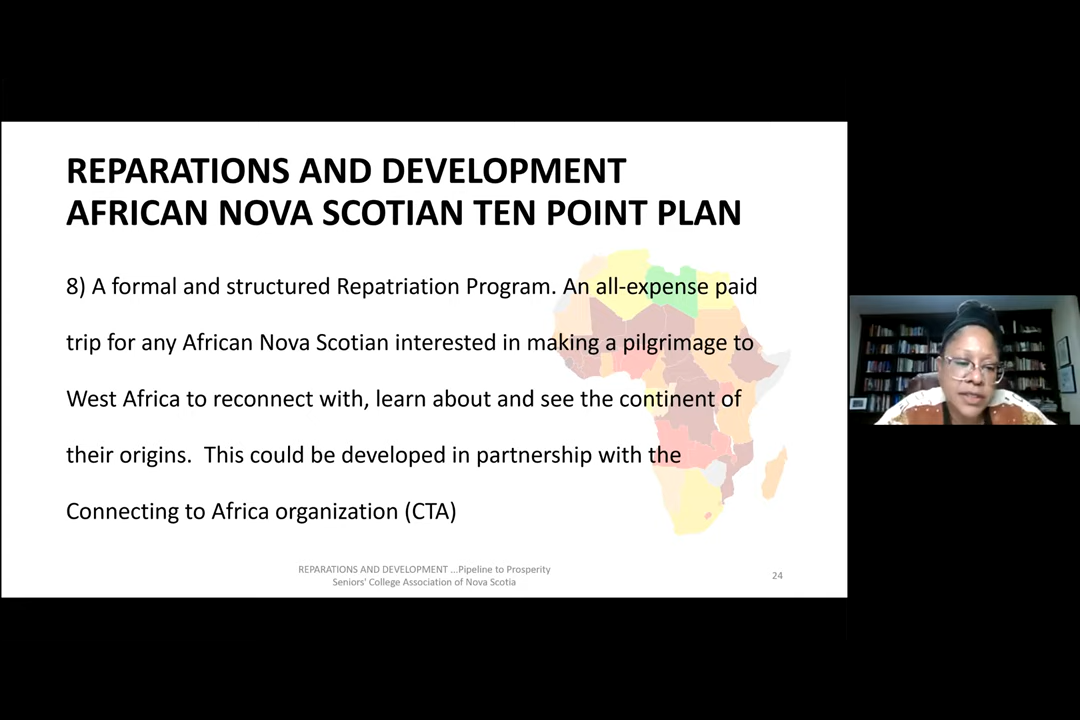 REPARATIONS AND DEVELOPMENT
AFRICAN NOVA SCOTIAN TEN POINT PLAN
8) A formal and structured Repatriation Program. An all-expense paid
trip for any African Nova Scotian interested in making a pilgrimage to
West Africa to reconnect with, learn about and see the continent of
their origins.  This could be developed in partnership with the
Connecting to Africa organization (CTA)
REPARATIONS AND DEVELOPMENT ...Pipeline to Prosperity
Seniors' College Association of Nova Scotia
24